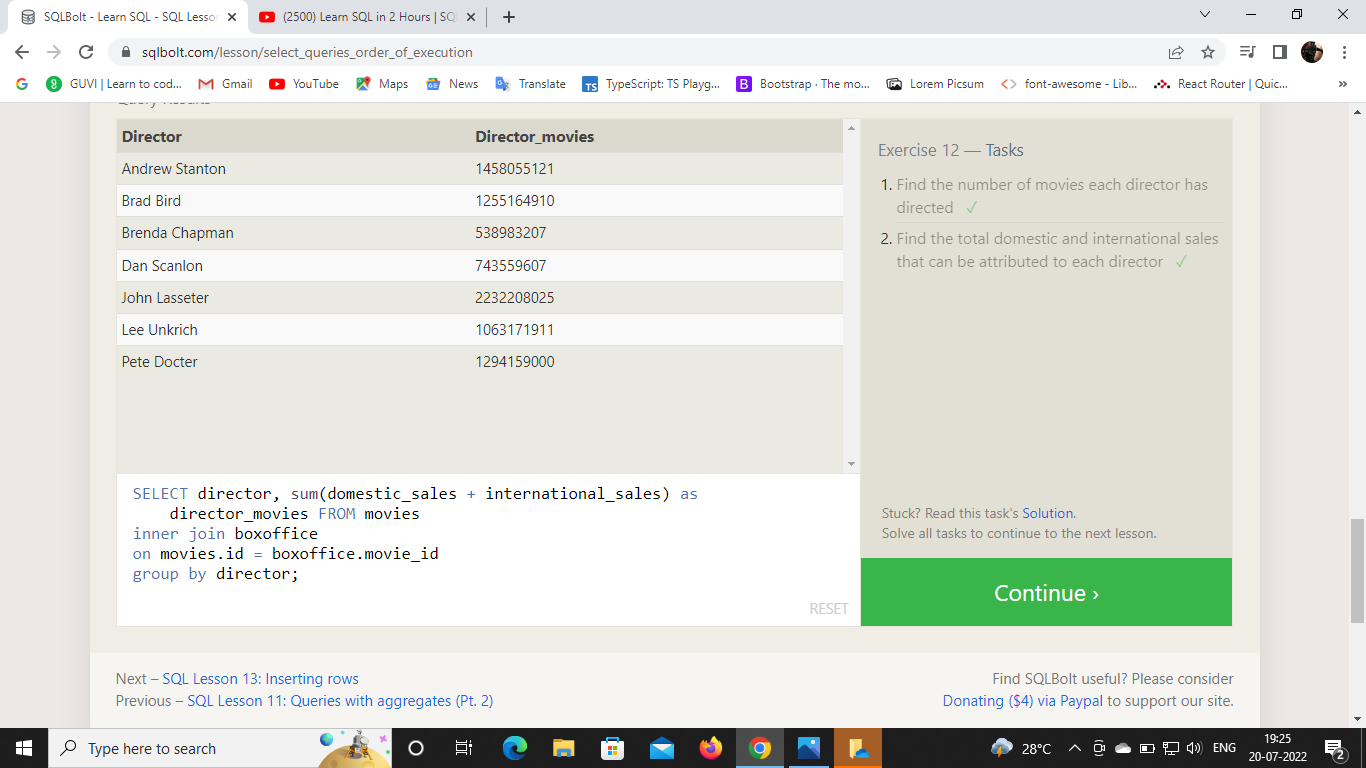 SQLBolt - Learn SQL - SQL Lesson
(2500) Learn SQL in 2 Hours | SQ
sqlbolt.com/lesson/select_queries_order_of_execution
GUVI | Learn to cod... Gmail YouTube Maps News Translate TypeScript: TS Playg... Bootstrap · The mo... Lorem Picsum font-awesome - Lib... React Router | Quic... »
Query Results
Director Director_movies
Andrew Stanton 1458055121
Brad Bird 1255164910
Brenda Chapman 538983207
Dan Scanlon 743559607
John Lasseter 2232208025
Lee Unkrich 1063171911
Pete Docter 1294159000
Exercise 12 — Tasks
1. Find the number of movies each director has
directed ✓
2. Find the total domestic and international sales
that can be attributed to each director ✓
SELECT director, sum(domestic_sales + international_sales) as
director_movies FROM movies
inner join boxoffice
on movies.id = boxoffice.movie_id
group by director;
RESET
Stuck? Read this task's Solution.
Solve all tasks to continue to the next lesson.
Continue ›
Next – SQL Lesson 13: Inserting rows
Previous – SQL Lesson 11: Queries with aggregates (Pt. 2)
Find SQLBolt useful? Please consider
Donating ($4) via Paypal to support our site.
Type here to search
28°C
ENG
19:25
20-07-2022
2